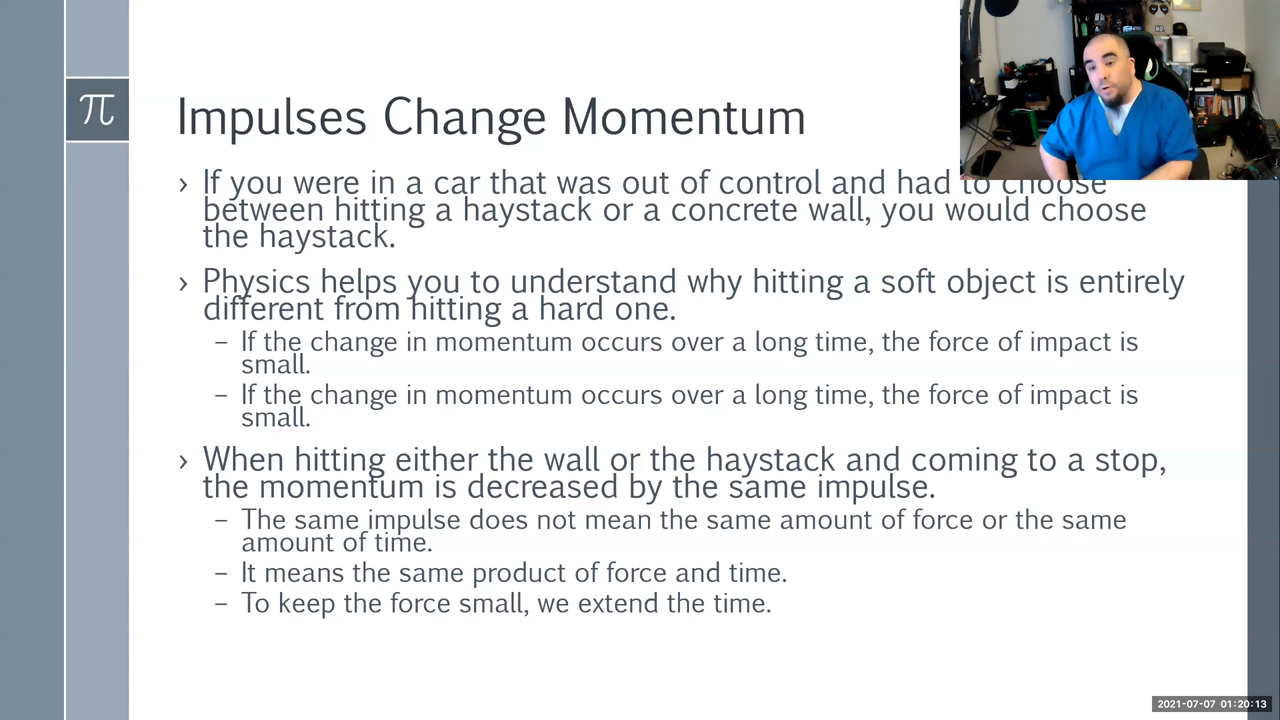 π
Impulses Change Momentum
› If you were in a car that was out of control and had to choose
between hitting a haystack or a concrete wall, you would choose
the haystack.
› Physics helps you to understand why hitting a soft object is entirely
different from hitting a hard one.
– If the change in momentum occurs over a long time, the force of impact is
small.
– If the change in momentum occurs over a long time, the force of impact is
small.
› When hitting either the wall or the haystack and coming to a stop,
the momentum is decreased by the same impulse.
– The same impulse does not mean the same amount of force or the same
amount of time.
– It means the same product of force and time.
– To keep the force small, we extend the time.
2021-07-07 01:20:13